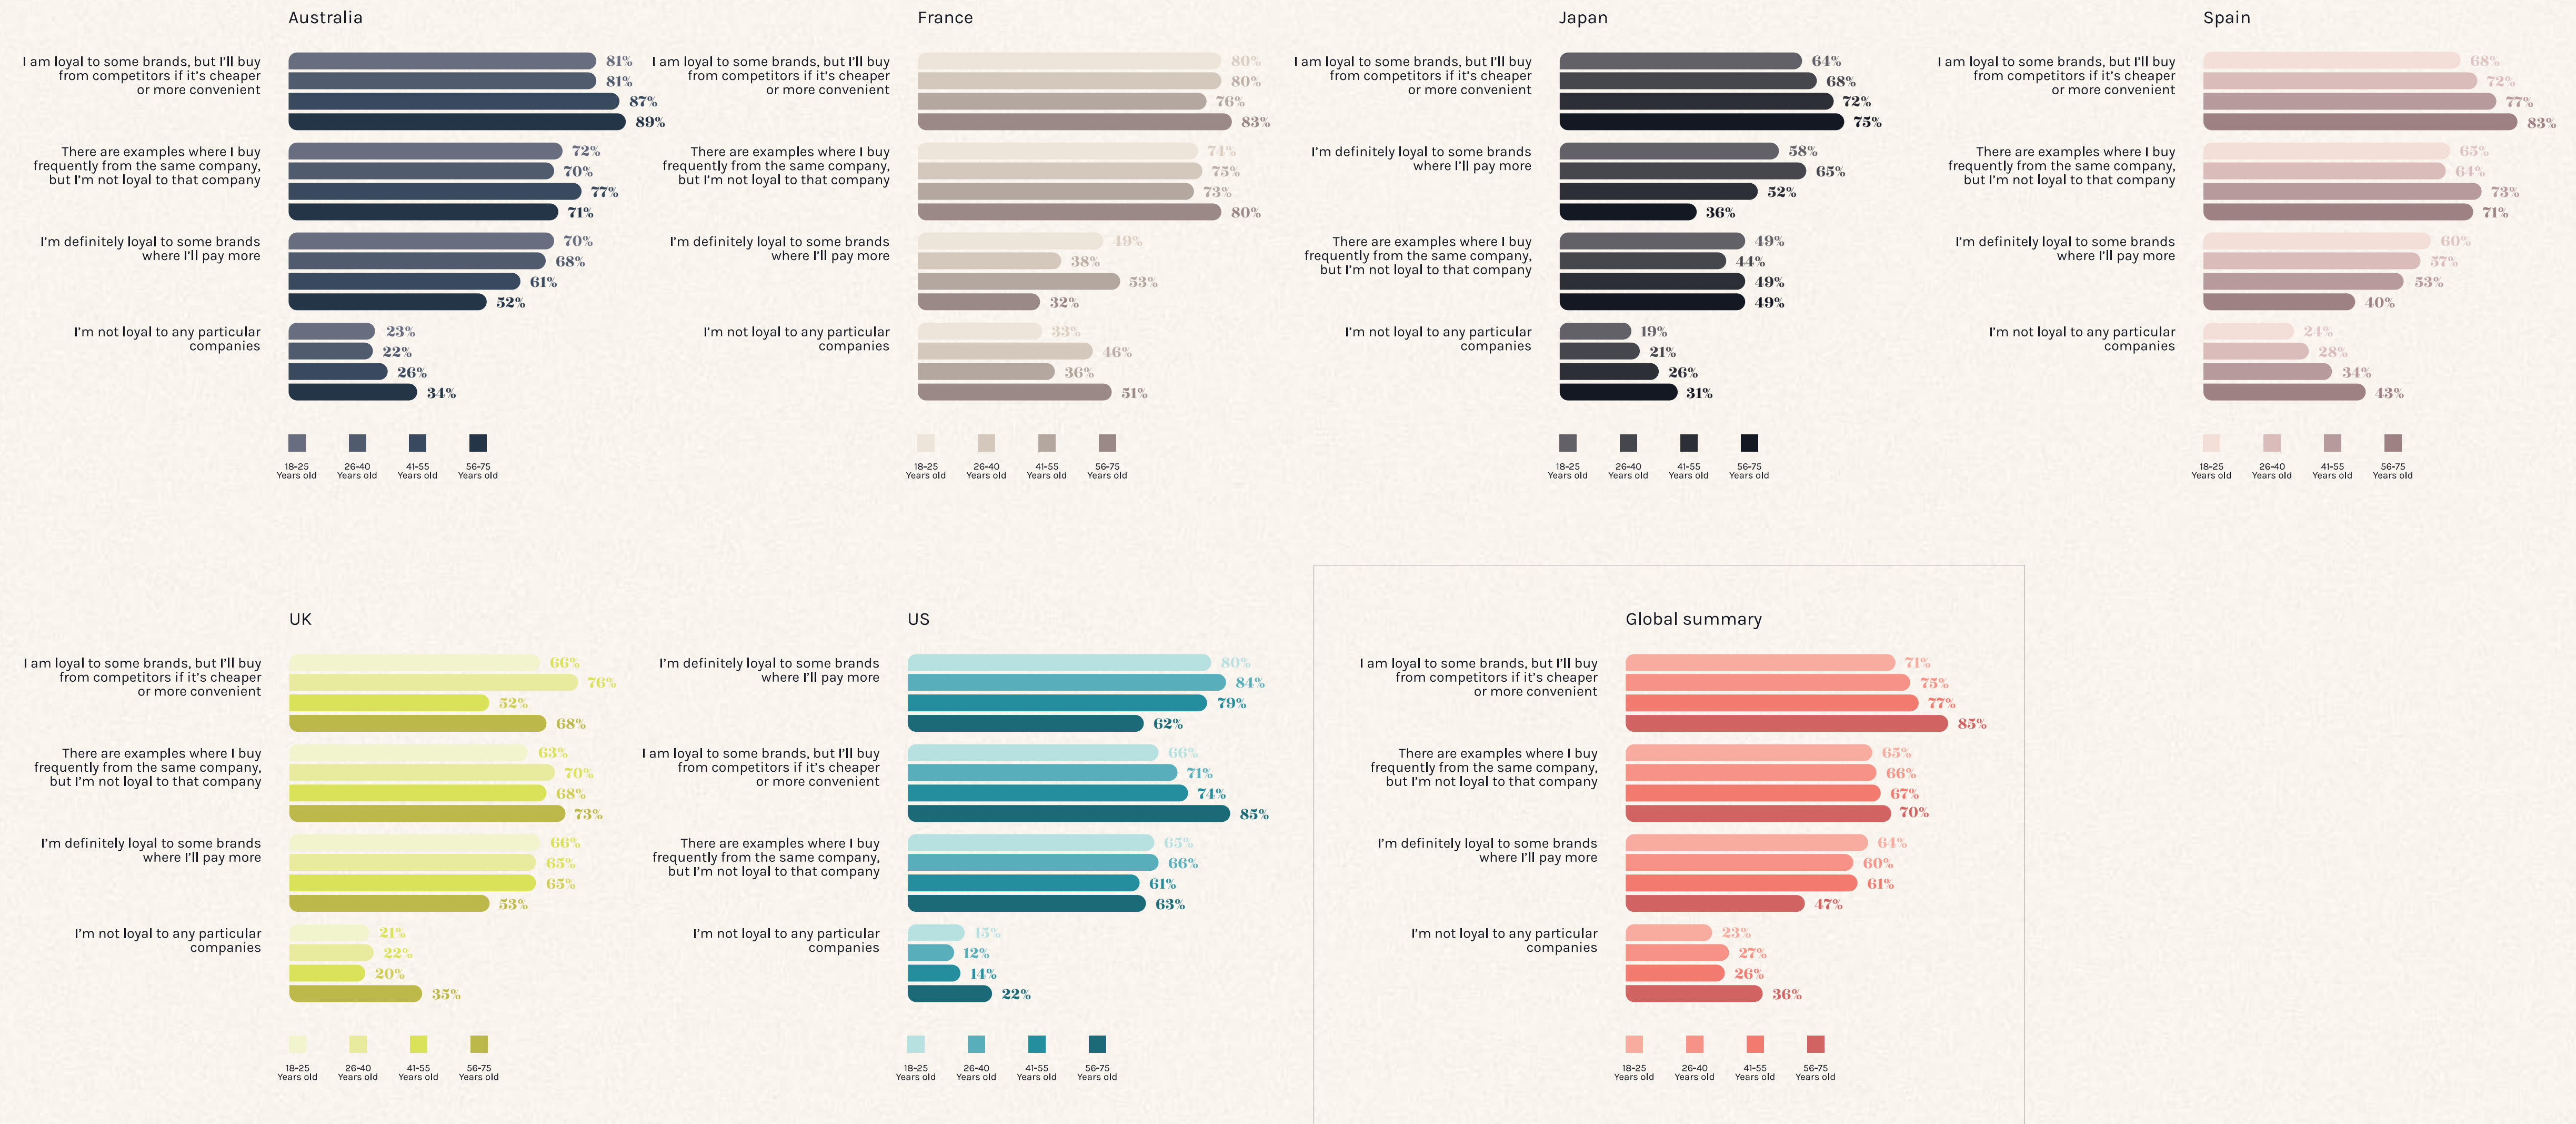 Australia
I am loyal to some brands, but I'll buy
from competitors if it's cheaper
or more convenient
81%
81%
87%
89%
There are examples where I buy
frequently from the same company,
but I'm not loyal to that company
72%
70%
77%
71%
I'm definitely loyal to some brands
where I'll pay more
70%
68%
61%
52%
I'm not loyal to any particular
companies
23%
22%
26%
34%
18-25 26-40 41-55 56-75
Years old Years old Years old Years old
France
I am loyal to some brands, but I'll buy
from competitors if it's cheaper
or more convenient
80%
80%
76%
83%
There are examples where I buy
frequently from the same company,
but I'm not loyal to that company
74%
75%
73%
80%
I'm definitely loyal to some brands
where I'll pay more
49%
38%
53%
32%
I'm not loyal to any particular
companies
33%
46%
36%
51%
18-25 26-40 41-55 56-75
Years old Years old Years old Years old
Japan
I am loyal to some brands, but I'll buy
from competitors if it's cheaper
or more convenient
64%
68%
72%
75%
I'm definitely loyal to some brands
where I'll pay more
58%
65%
52%
36%
There are examples where I buy
frequently from the same company,
but I'm not loyal to that company
49%
44%
49%
49%
I'm not loyal to any particular
companies
19%
21%
26%
31%
18-25 26-40 41-55 56-75
Years old Years old Years old Years old
Spain
I am loyal to some brands, but I'll buy
from competitors if it's cheaper
or more convenient
68%
72%
77%
83%
There are examples where I buy
frequently from the same company,
but I'm not loyal to that company
65%
64%
73%
71%
I'm definitely loyal to some brands
where I'll pay more
60%
57%
53%
40%
I'm not loyal to any particular
companies
24%
28%
34%
43%
18-25 26-40 41-55 56-75
Years old Years old Years old Years old
UK
I am loyal to some brands, but I'll buy
from competitors if it's cheaper
or more convenient
66%
76%
52%
68%
There are examples where I buy
frequently from the same company,
but I'm not loyal to that company
63%
70%
68%
73%
I'm definitely loyal to some brands
where I'll pay more
66%
65%
65%
53%
I'm not loyal to any particular
companies
21%
22%
20%
35%
18-25 26-40 41-55 56-75
Years old Years old Years old Years old
US
I'm definitely loyal to some brands
where I'll pay more
80%
84%
79%
62%
I am loyal to some brands, but I'll buy
from competitors if it's cheaper
or more convenient
66%
71%
74%
85%
There are examples where I buy
frequently from the same company,
but I'm not loyal to that company
65%
66%
61%
63%
I'm not loyal to any particular
companies
15%
12%
14%
22%
18-25 26-40 41-55 56-75
Years old Years old Years old Years old
Global summary
I am loyal to some brands, but I'll buy
from competitors if it's cheaper
or more convenient
71%
75%
77%
85%
There are examples where I buy
frequently from the same company,
but I'm not loyal to that company
65%
66%
67%
70%
I'm definitely loyal to some brands
where I'll pay more
64%
60%
61%
47%
I'm not loyal to any particular
companies
23%
27%
26%
36%
18-25 26-40 41-55 56-75
Years old Years old Years old Years old